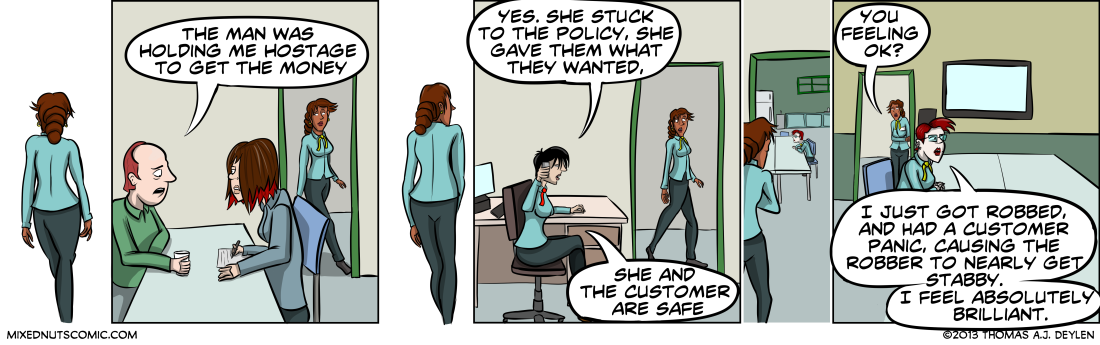 THE MAN WAS
HOLDING ME HOSTAGE
TO GET THE MONEY
YES. SHE STUCK
TO THE POLICY, SHE
GAVE THEM WHAT
THEY WANTED,
SHE AND
THE CUSTOMER
ARE SAFE
YOU
FEELING
OK?
I JUST GOT ROBBED,
AND HAD A CUSTOMER
PANIC, CAUSING THE
ROBBER TO NEARLY GET
STABBY.
I FEEL ABSOLUTELY
BRILLIANT.
MIXEDNUTSCOMIC.COM
©2013 THOMAS A.J. DEYLEN